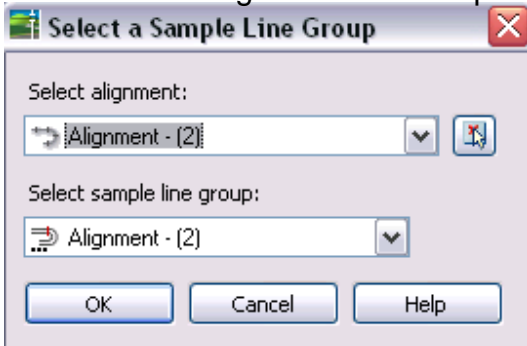 Select a Sample Line Group
Select alignment:
Alignment - (2)
Select sample line group:
Alignment - (2)
OK Cancel Help